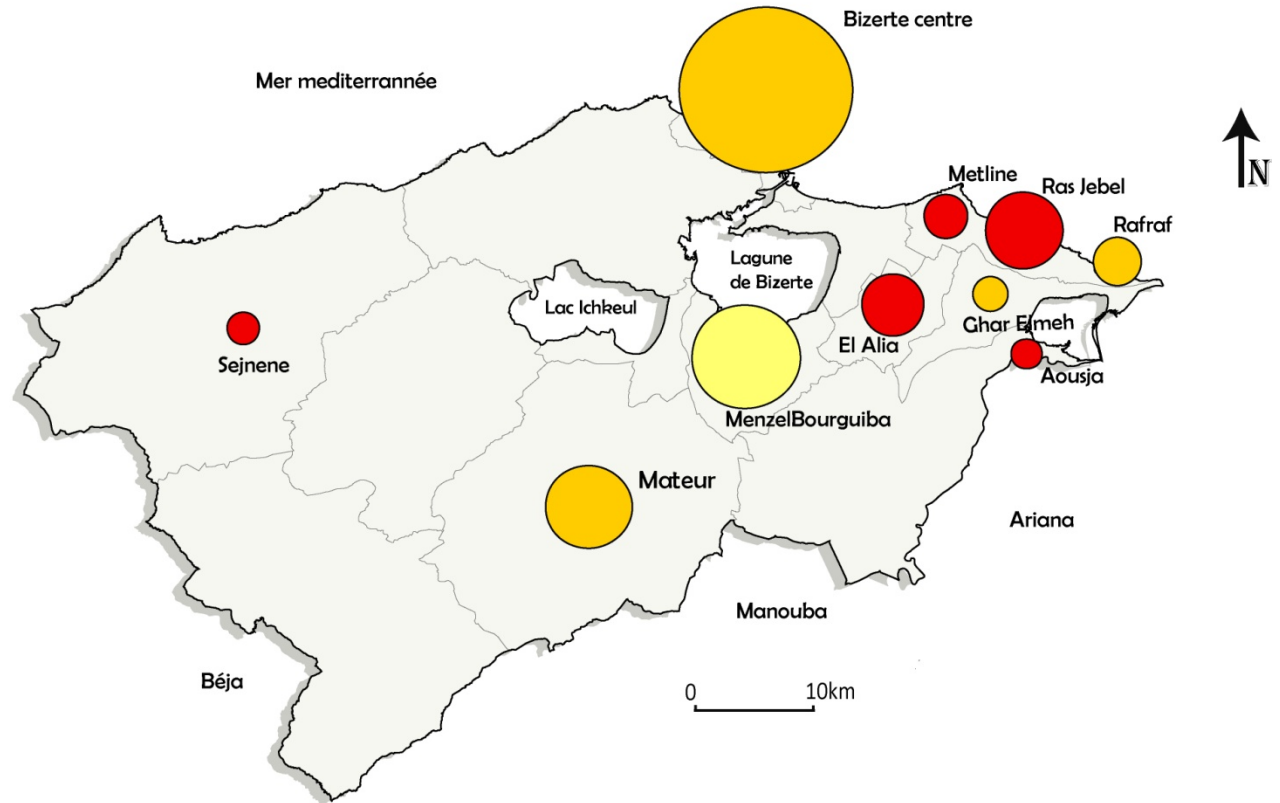 Bizerte centre
Mer mediterrannée
N
Metline
Ras Jebel
Rafraf
Lagune
de Bizerte
Lac Ichkeul
Ghar Elmeh
El Alia
Sejnene
Aousja
MenzelBourguiba
Mateur
Ariana
Manouba
Béja
0 10km